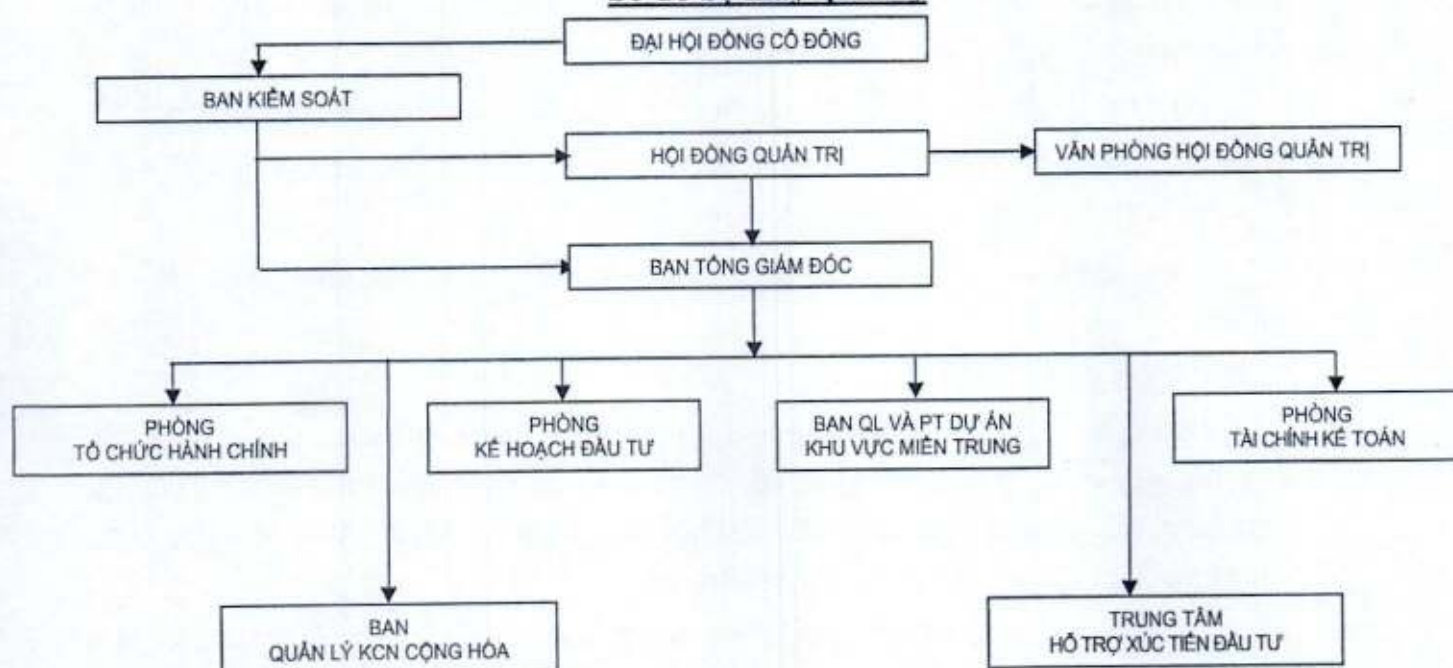 ĐẠI HỘI ĐỒNG CỔ ĐÔNG
BAN KIỂM SOÁT
HỘI ĐỒNG QUẢN TRỊ
VĂN PHÒNG HỘI ĐỒNG QUẢN TRỊ
BAN TỔNG GIÁM ĐỐC
PHÒNG
TỔ CHỨC HÀNH CHÍNH
PHÒNG
KẾ HOẠCH ĐẦU TƯ
BAN QL VÀ PT DỰ ÁN
KHU VỰC MIỀN TRUNG
PHÒNG
TÀI CHÍNH KẾ TOÁN
BAN
QUẢN LÝ KCN CỘNG HÒA
TRUNG TÂM
HỖ TRỢ XÚC TIẾN ĐẦU TƯ